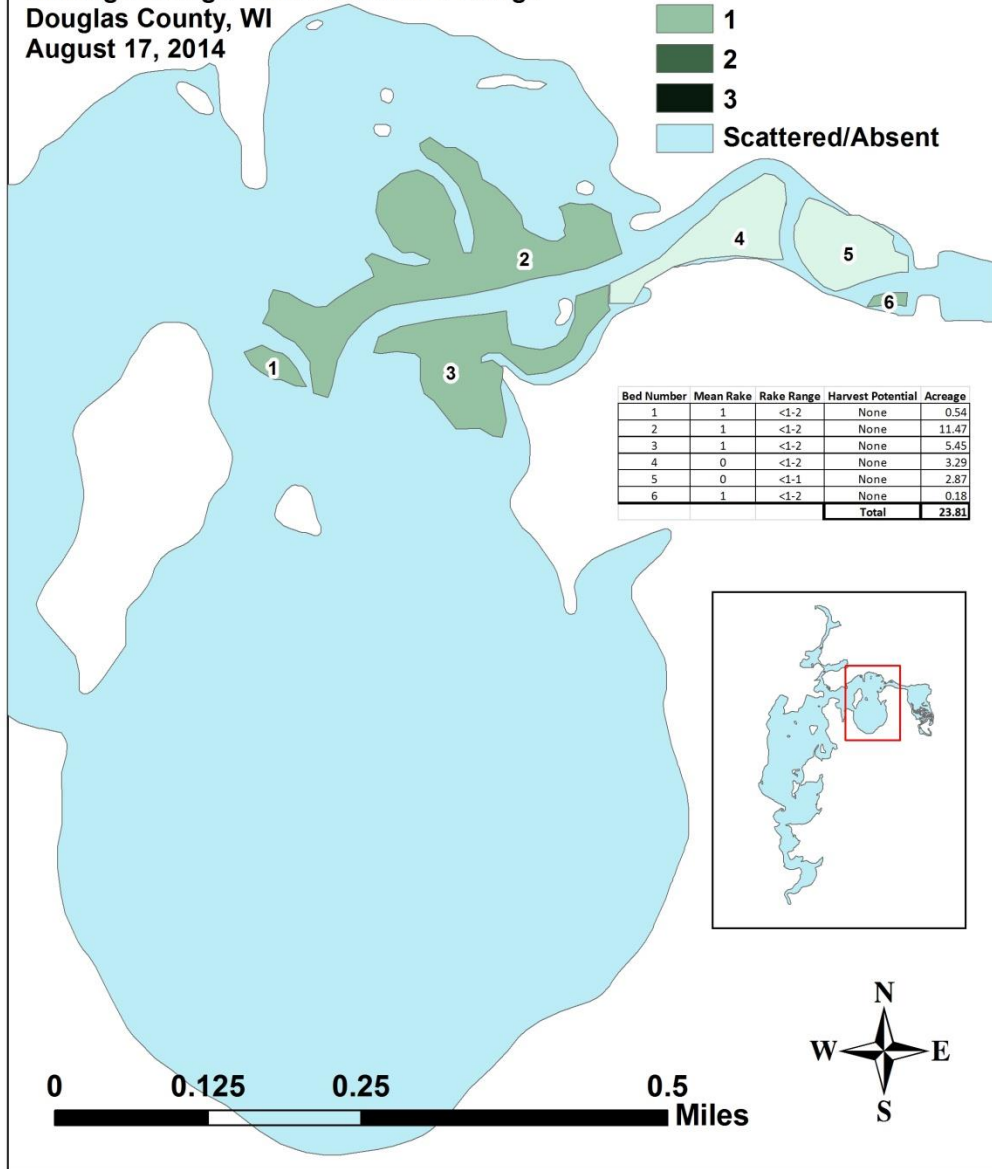 Douglas County, WI
August 17, 2014
1
2
3
Scattered/Absent
4
5
2
6
1
3
Bed Number Mean Rake Rake Range Harvest Potential Acreage
1 1 <1-2 None 0.54
2 1 <1-2 None 11.47
3 1 <1-2 None 5.45
4 0 <1-2 None 3.29
5 0 <1-1 None 2.87
6 1 <1-2 None 0.18
Total 23.81
N
W E
S
0 0.125 0.25 0.5
Miles